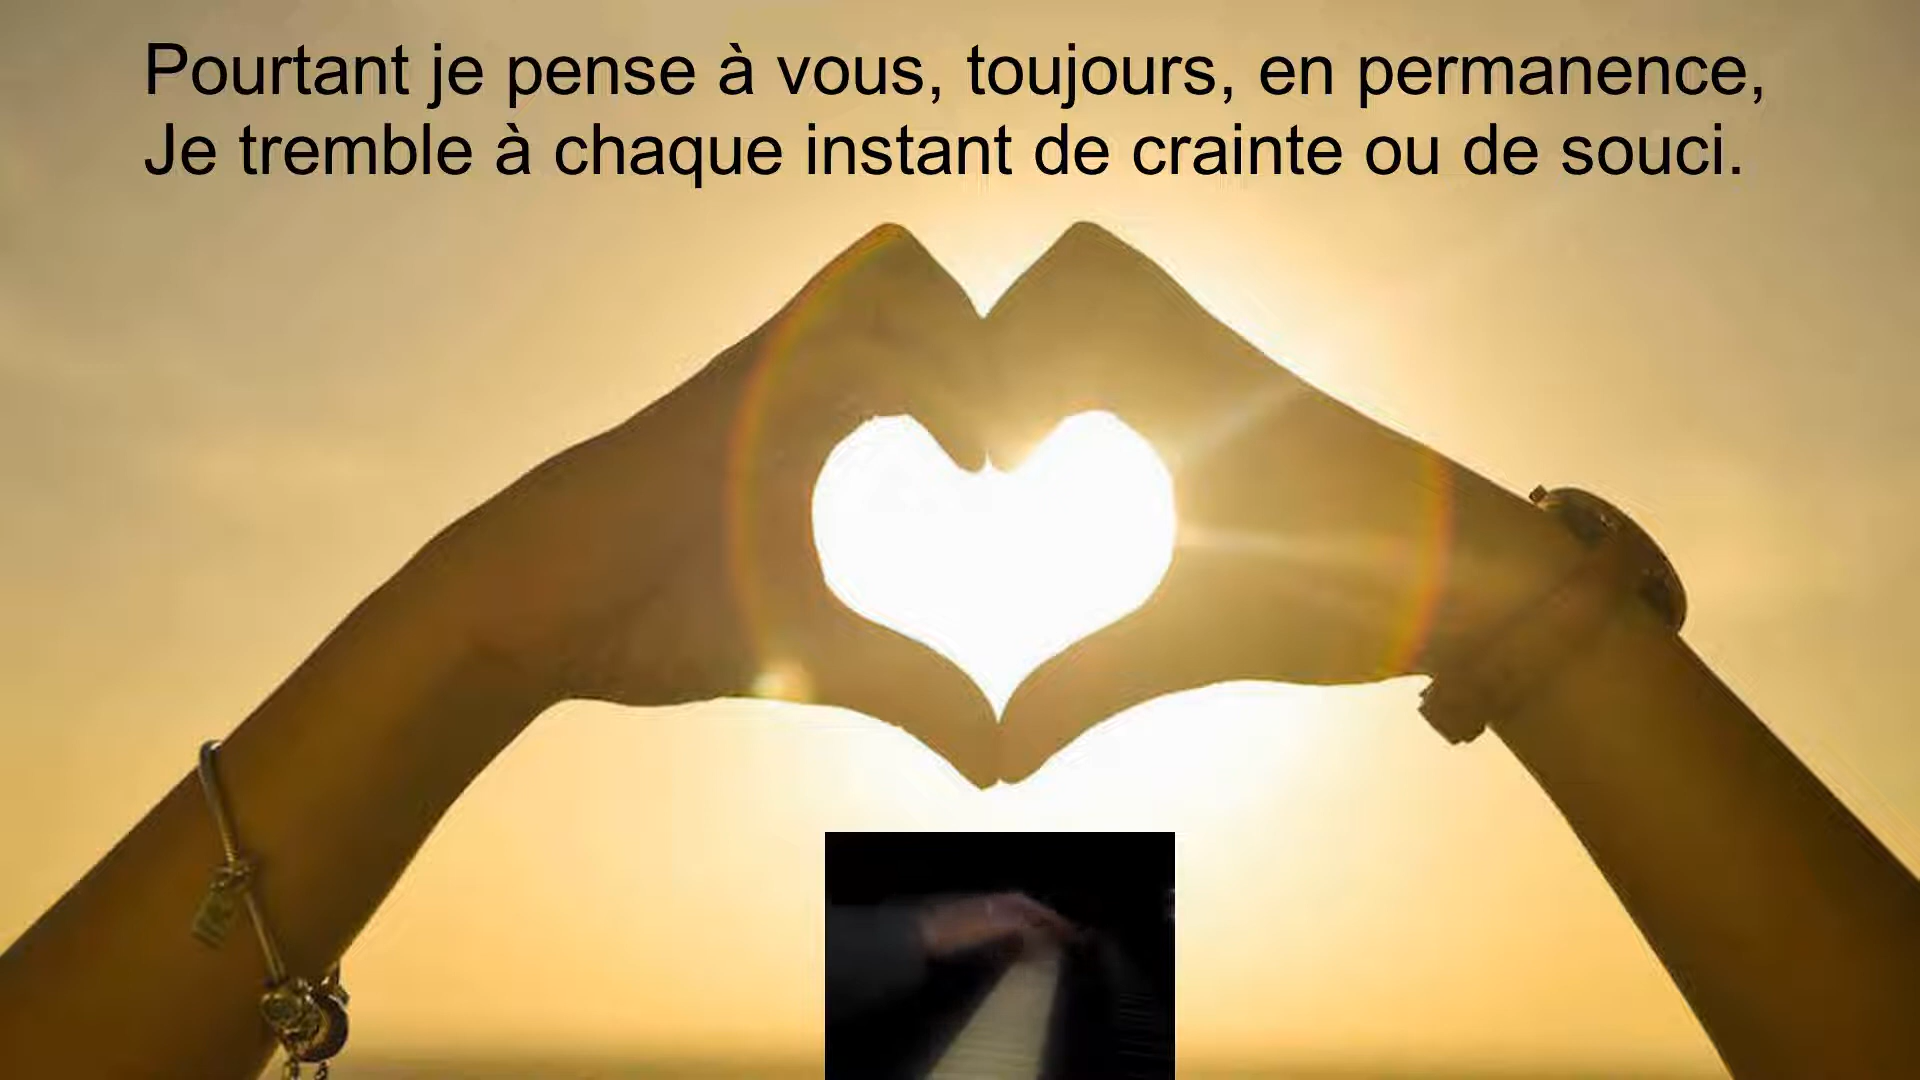 Pourtant je pense à vous, toujours, en permanence,
Je tremble à chaque instant de crainte ou de souci.